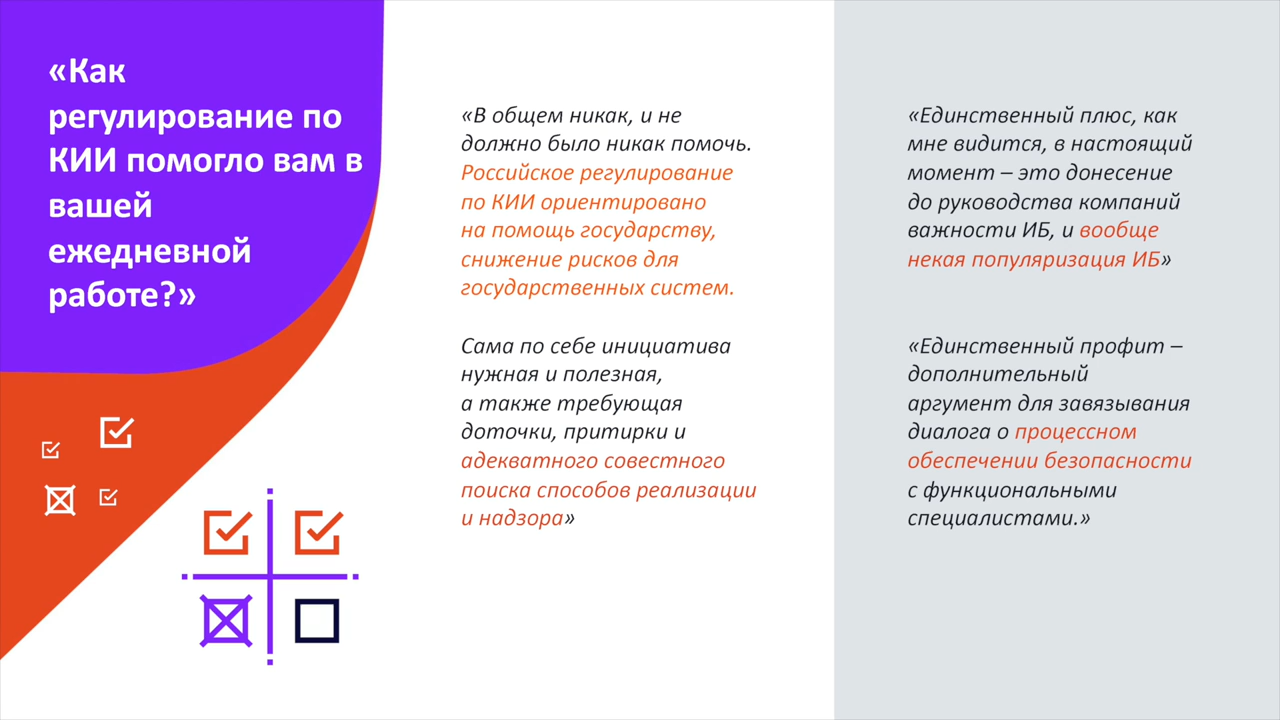 «Как
регулирование по
КИИ помогло вам в
вашей
ежедневной
работе?»
«В общем никак, и не
должно было никак помочь.
Российское регулирование
по КИИ ориентировано
на помощь государству,
снижение рисков для
государственных систем.
Сама по себе инициатива
нужная и полезная,
а также требующая
доточки, притирки и
адекватного совестного
поиска способов реализации
и надзора»
«Единственный плюс, как
мне видится, в настоящий
момент – это донесение
до руководства компаний
важности ИБ, и вообще
некая популяризация ИБ»
«Единственный профит –
дополнительный
аргумент для завязывания
диалога о процессном
обеспечении безопасности
с функциональными
специалистами.»